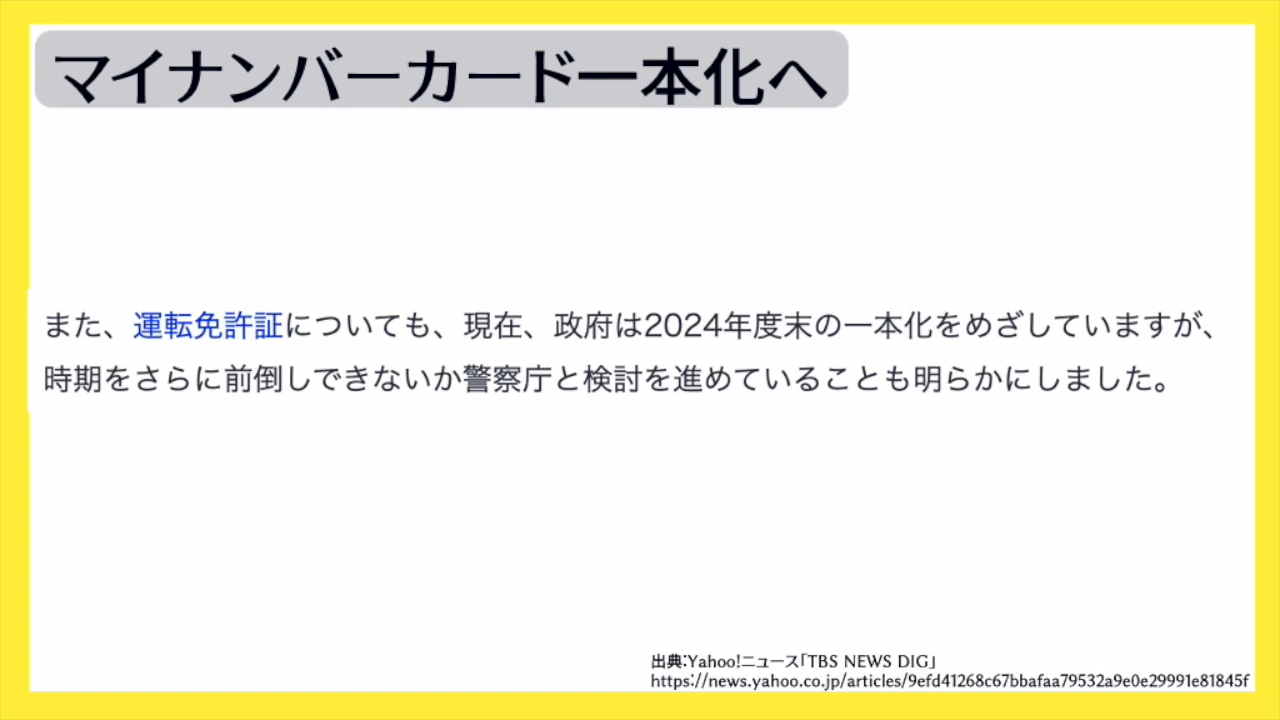 マイナンバーカード一本化へ
また、運転免許証についても、現在、政府は2024年度末の一本化をめざしていますが、
時期をさらに前倒しできないか警察庁と検討を進めていることも明らかにしました。
出典:Yahoo!ニュース｢TBS NEWS DIG｣
https://news.yahoo.co.jp/articles/9efd41268c67bbafaa79532a9e0e29991e81845f